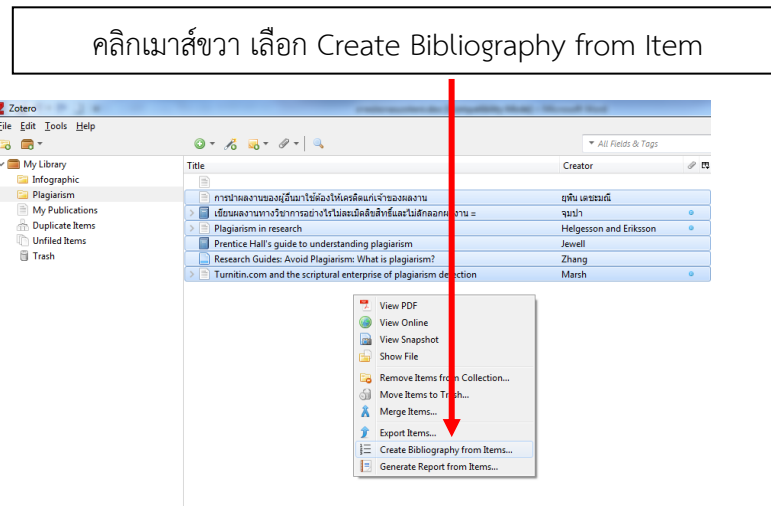 คลิกเมาส์ขวา เลือก Create Bibliography from Item
Zotero
File Edit Tools Help
All Fields & Tags
My Library
Infographic
Plagiarism
My Publications
Duplicate Items
Unfiled Items
Trash
Title Creator
การนำผลงานของผู้อื่นมาใช้ต้องให้เครดิตแก่เจ้าของผลงาน ยุพิน เตชะมณี
เขียนผลงานทางวิชาการอย่างไรไม่ละเมิดลิขสิทธิ์และไม่ลักลอกผลงาน = จุมปา
Plagiarism in research Helgesson and Eriksson
Prentice Hall's guide to understanding plagiarism Jewell
Research Guides: Avoid Plagiarism: What is plagiarism? Zhang
Turnitin.com and the scriptural enterprise of plagiarism detection Marsh
View PDF
View Online
View Snapshot
Show File
Remove Items from Collection...
Move Items to Trash...
Merge Items...
Export Items...
Create Bibliography from Items...
Generate Report from Items...